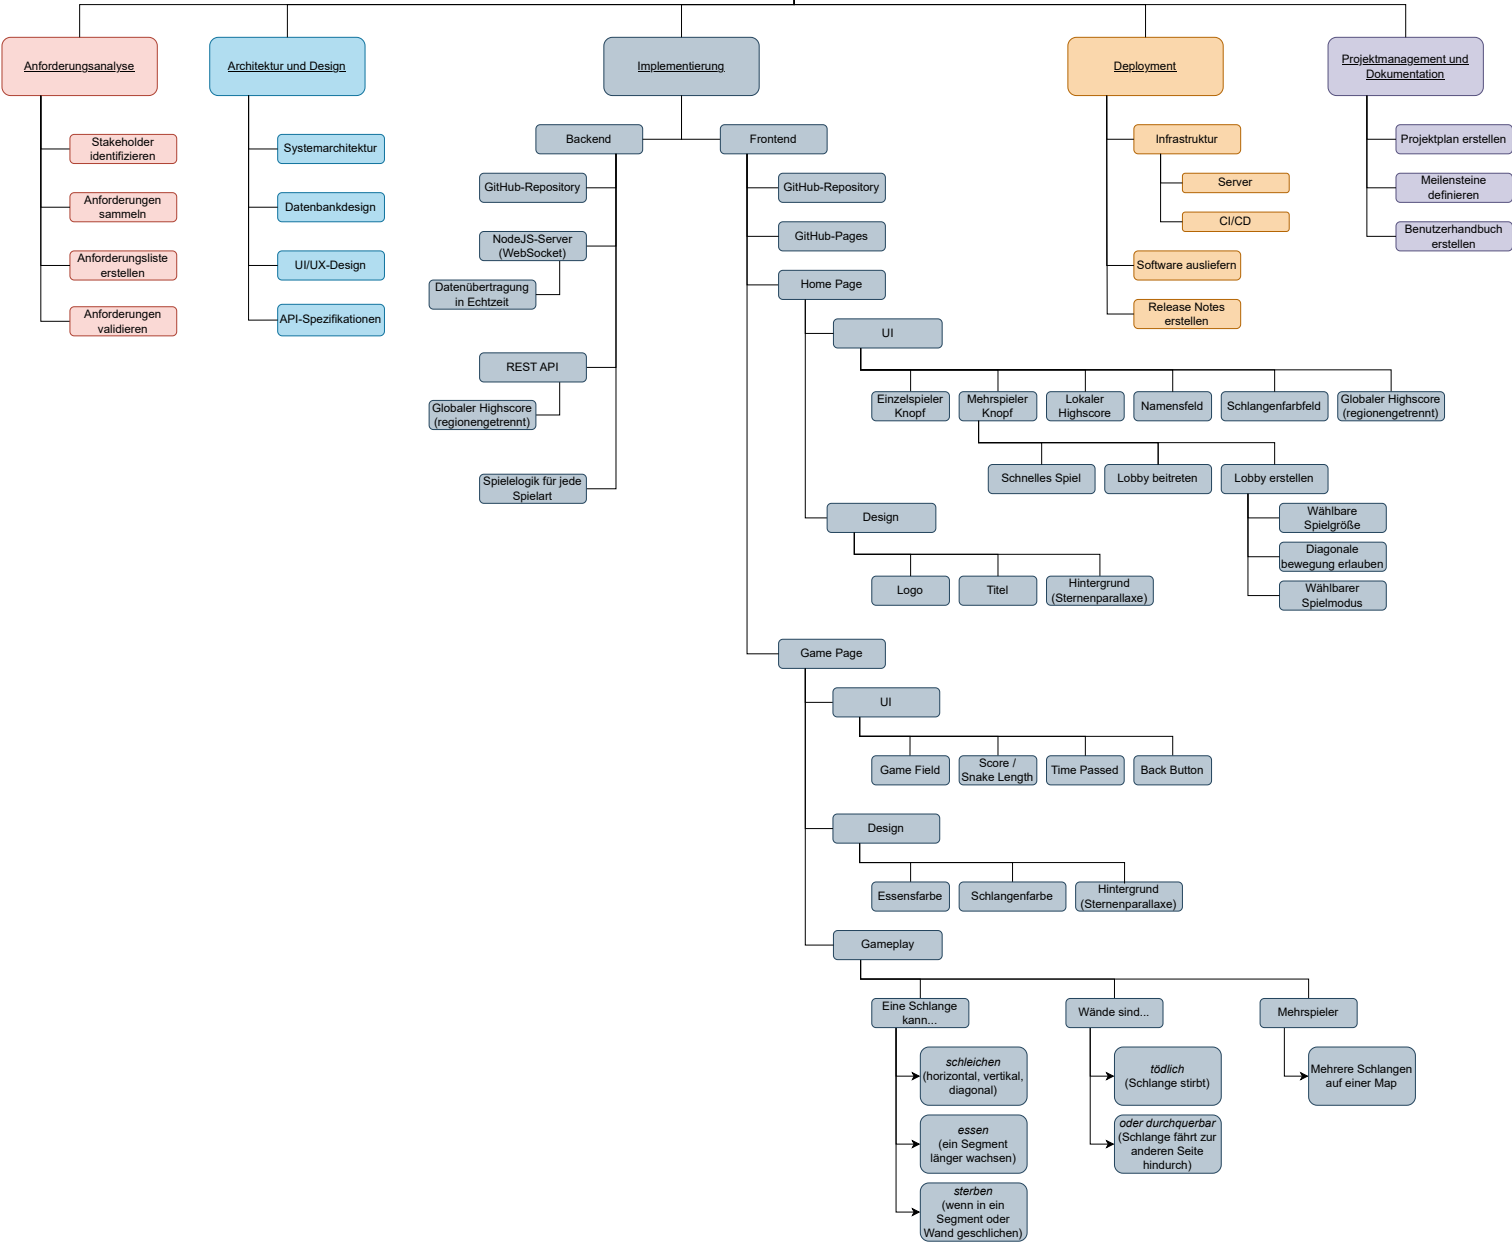 Anforderungsanalyse
Architektur und Design
Implementierung
Deployment
Projektmanagement und
Dokumentation
Stakeholder
identifizieren
Anforderungen
sammeln
Anforderungsliste
erstellen
Anforderungen
validieren
Systemarchitektur
Datenbankdesign
UI/UX-Design
API-Spezifikationen
Backend
GitHub-Repository
NodeJS-Server
(WebSocket)
Datenübertragung
in Echtzeit
REST API
Globaler Highscore
(regionengetrennt)
Spielelogik für jede
Spielart
Frontend
GitHub-Repository
GitHub-Pages
Home Page
UI
Einzelspieler
Knopf
Mehrspieler
Knopf
Lokaler
Highscore
Namensfeld
Schlangenfarbfeld
Globaler Highscore
(regionengetrennt)
Schnelles Spiel
Lobby beitreten
Lobby erstellen
Wählbare
Spielgröße
Diagonale
bewegung erlauben
Wählbarer
Spielmodus
Design
Logo
Titel
Hintergrund
(Sternenparallaxe)
Game Page
UI
Game Field
Score /
Snake Length
Time Passed
Back Button
Design
Essensfarbe
Schlangenfarbe
Hintergrund
(Sternenparallaxe)
Gameplay
Eine Schlange
kann...
schleichen
(horizontal, vertikal,
diagonal)
essen
(ein Segment
länger wachsen)
sterben
(wenn in ein
Segment oder
Wand geschlichen)
Wände sind...
tödlich
(Schlange stirbt)
oder durchquerbar
(Schlange fährt zur
anderen Seite
hindurch)
Mehrspieler
Mehrere Schlangen
auf einer Map
Infrastruktur
Server
CI/CD
Software ausliefern
Release Notes
erstellen
Projektplan erstellen
Meilensteine
definieren
Benutzerhandbuch
erstellen